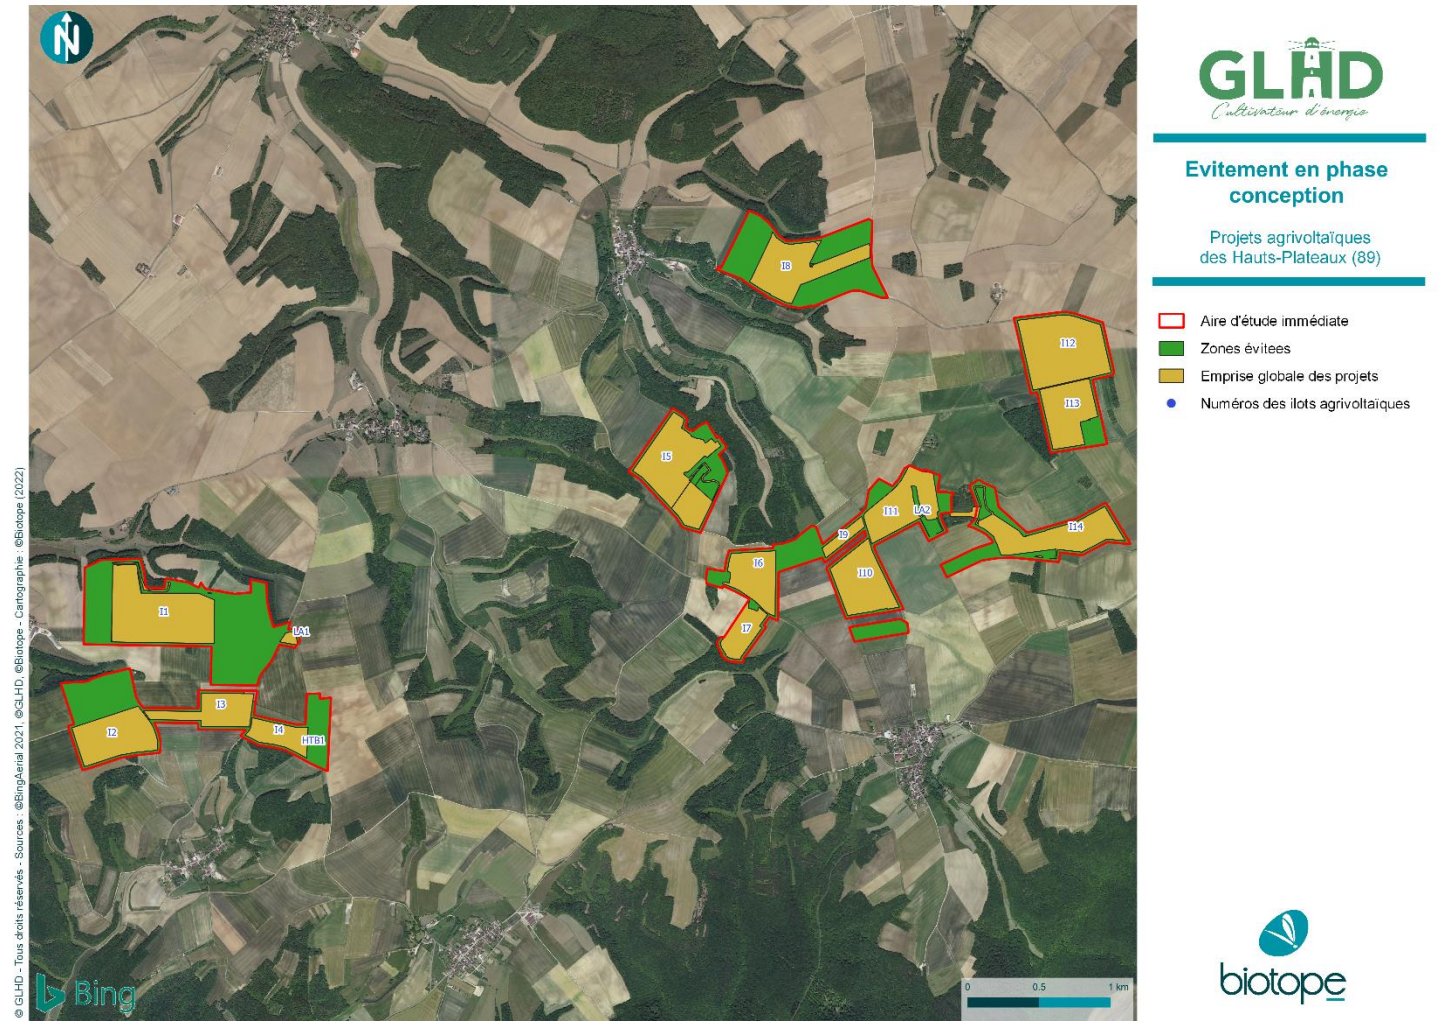 N
GLHD
Cultivateur d'énergie
Evitement en phase
conception
Projets agrivoltaïques
des Hauts-Plateaux (89)
Aire d'étude immédiate
Zones évitees
Emprise globale des projets
Numéros des ilots agrivoltaïques
I8
I12
I13
I5
I11
LA2
I14
I9
I6
I10
I7
I1
LA1
I3
I2
I4
HTB1
© GLHD - Tous droits réservés - Sources : ©BingAerial 2021, ©GLHD, ©Biotope - Cartographie : ©Biotope (2022)
Bing
0 0.5 1 km
biotope